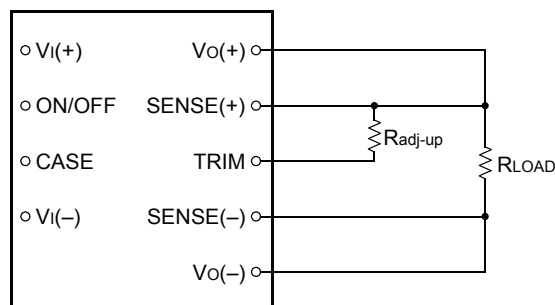 VI(+) VO(+)
ON/OFF SENSE(+)
Radj-up
CASE TRIM
RLOAD
VI(–) SENSE(–)
VO(–)